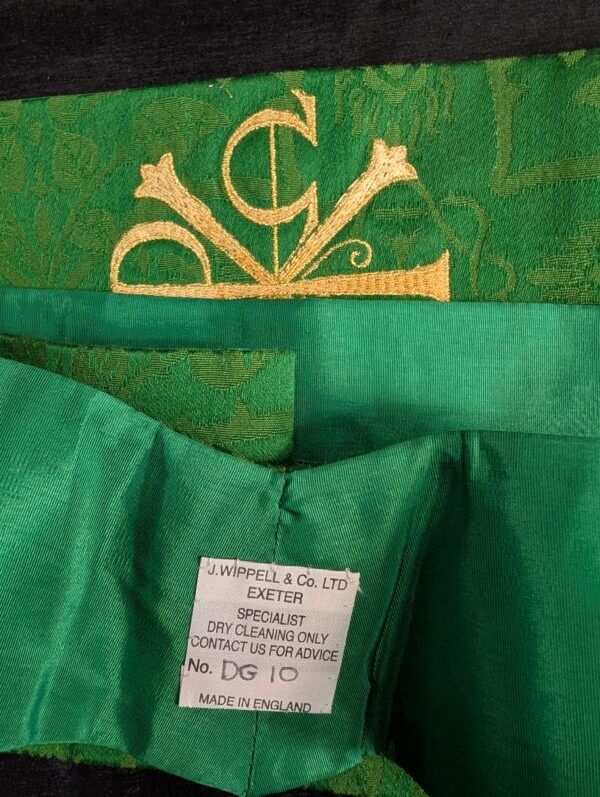 J.WIPPELL & Co. LTD
EXETER
SPECIALIST
DRY CLEANING ONLY
CONTACT US FOR ADVICE
No. DG 10
MADE IN ENGLAND